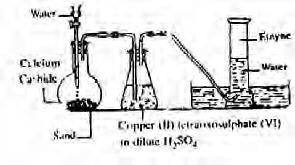 Water
Ethyne
Water
Calcium
Carbide
Sand
Copper (II) tetraoxosulphate (VI)
in dilute H₂SO₄